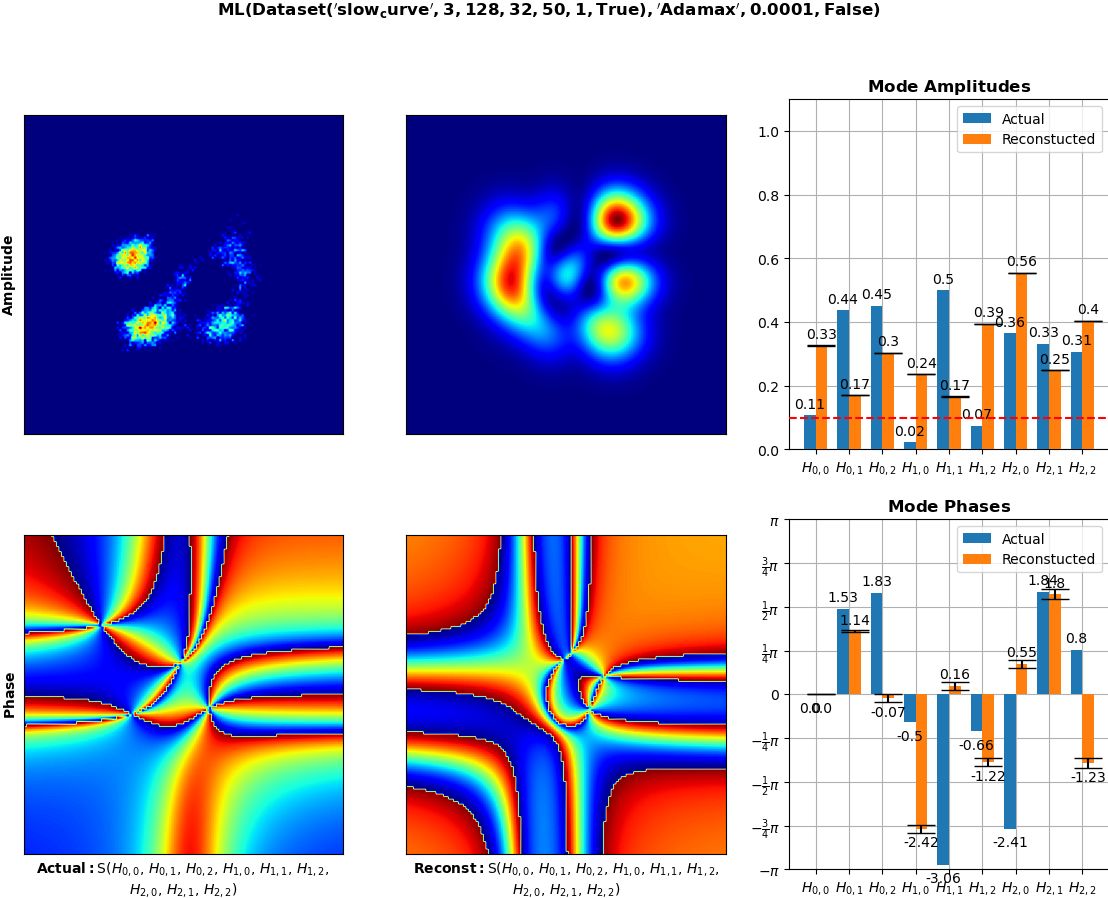 ML(Dataset('slow_curve', 3, 128, 32, 50, 1, True), 'Adamax', 0.0001, False)
Mode Amplitudes
Amplitude
1.0
0.8
0.6
0.4
0.2
0.0
Actual
Reconstucted
0.11
0.33
0.44
0.17
0.45
0.3
0.02
0.24
0.5
0.17
0.07
0.39
0.36
0.56
0.33
0.25
0.31
0.4
H0,0 H0,1 H0,2 H1,0 H1,1 H1,2 H2,0 H2,1 H2,2
Mode Phases
Phase
π
3/4π
1/2π
1/4π
0
−1/4π
−1/2π
−3/4π
−π
Actual
Reconstucted
0.0
0.0
1.53
1.14
1.83
-0.07
-0.5
-2.42
-3.06
0.16
-0.66
-1.22
-2.41
0.55
1.84
1.8
0.8
-1.23
H0,0 H0,1 H0,2 H1,0 H1,1 H1,2 H2,0 H2,1 H2,2
Actual: S(H0,0, H0,1, H0,2, H1,0, H1,1, H1,2,
H2,0, H2,1, H2,2)
Reconst: S(H0,0, H0,1, H0,2, H1,0, H1,1, H1,2,
H2,0, H2,1, H2,2)